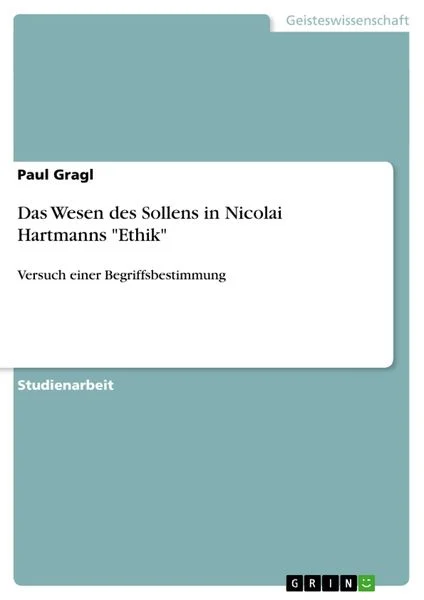 Geisteswissenschaft
Paul Gragl
Das Wesen des Sollens in Nicolai
Hartmanns "Ethik"
Versuch einer Begriffsbestimmung
Studienarbeit
GRIN